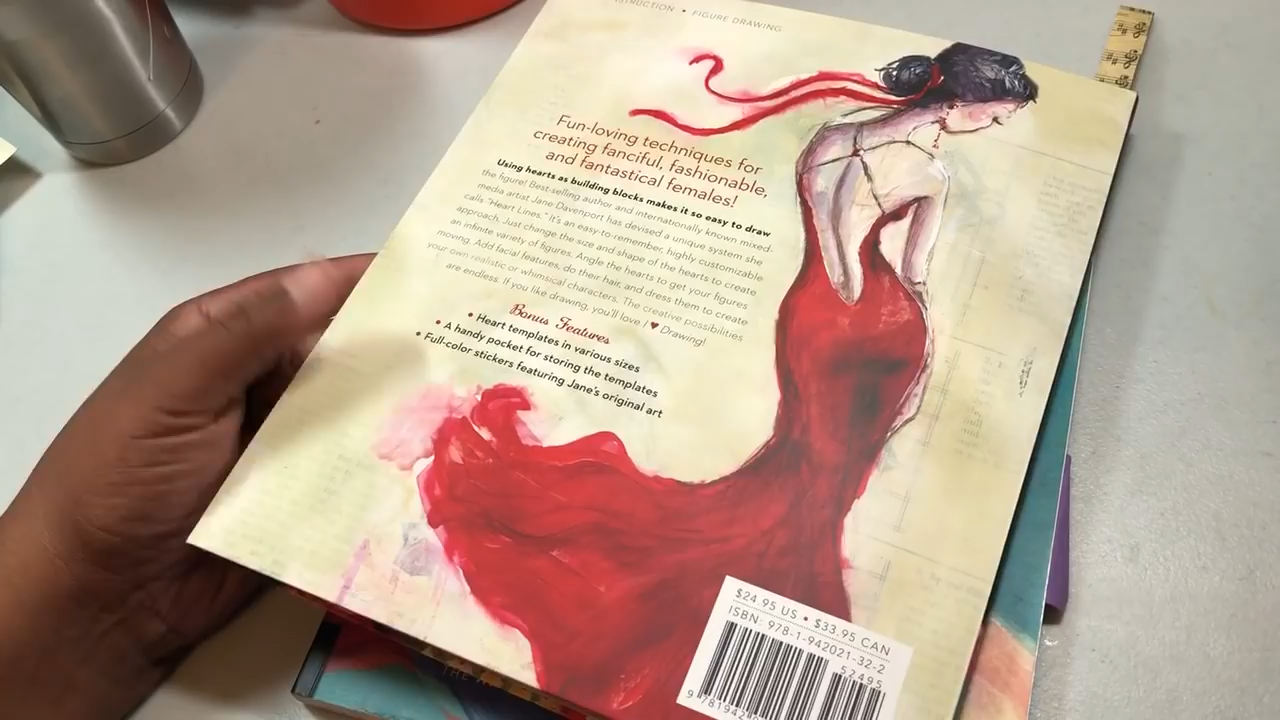 STRUCTION • FIGURE DRAWING
Fun-loving techniques for
creating fanciful, fashionable,
and fantastical females!
Using hearts as building blocks makes it so easy to draw
the figure! Best-selling author and internationally known mixed-
media artist Jane Davenport has devised a unique system she
calls "Heart Lines." It's an easy-to-remember, highly customizable
approach. Just change the size and shape of the hearts to create
an infinite variety of figures. Angle the hearts to get your figures
moving. Add facial features, do their hair, and dress them to create
your own realistic or whimsical characters. The creative possibilities
are endless. If you like drawing, you'll love I ♥ Drawing!
Bonus Features
• Heart templates in various sizes
• A handy pocket for storing the templates
• Full-color stickers featuring Jane's original art
$24.95 US • $33.95 CAN
ISBN: 978-1-942021-32-2
52495
9 781942